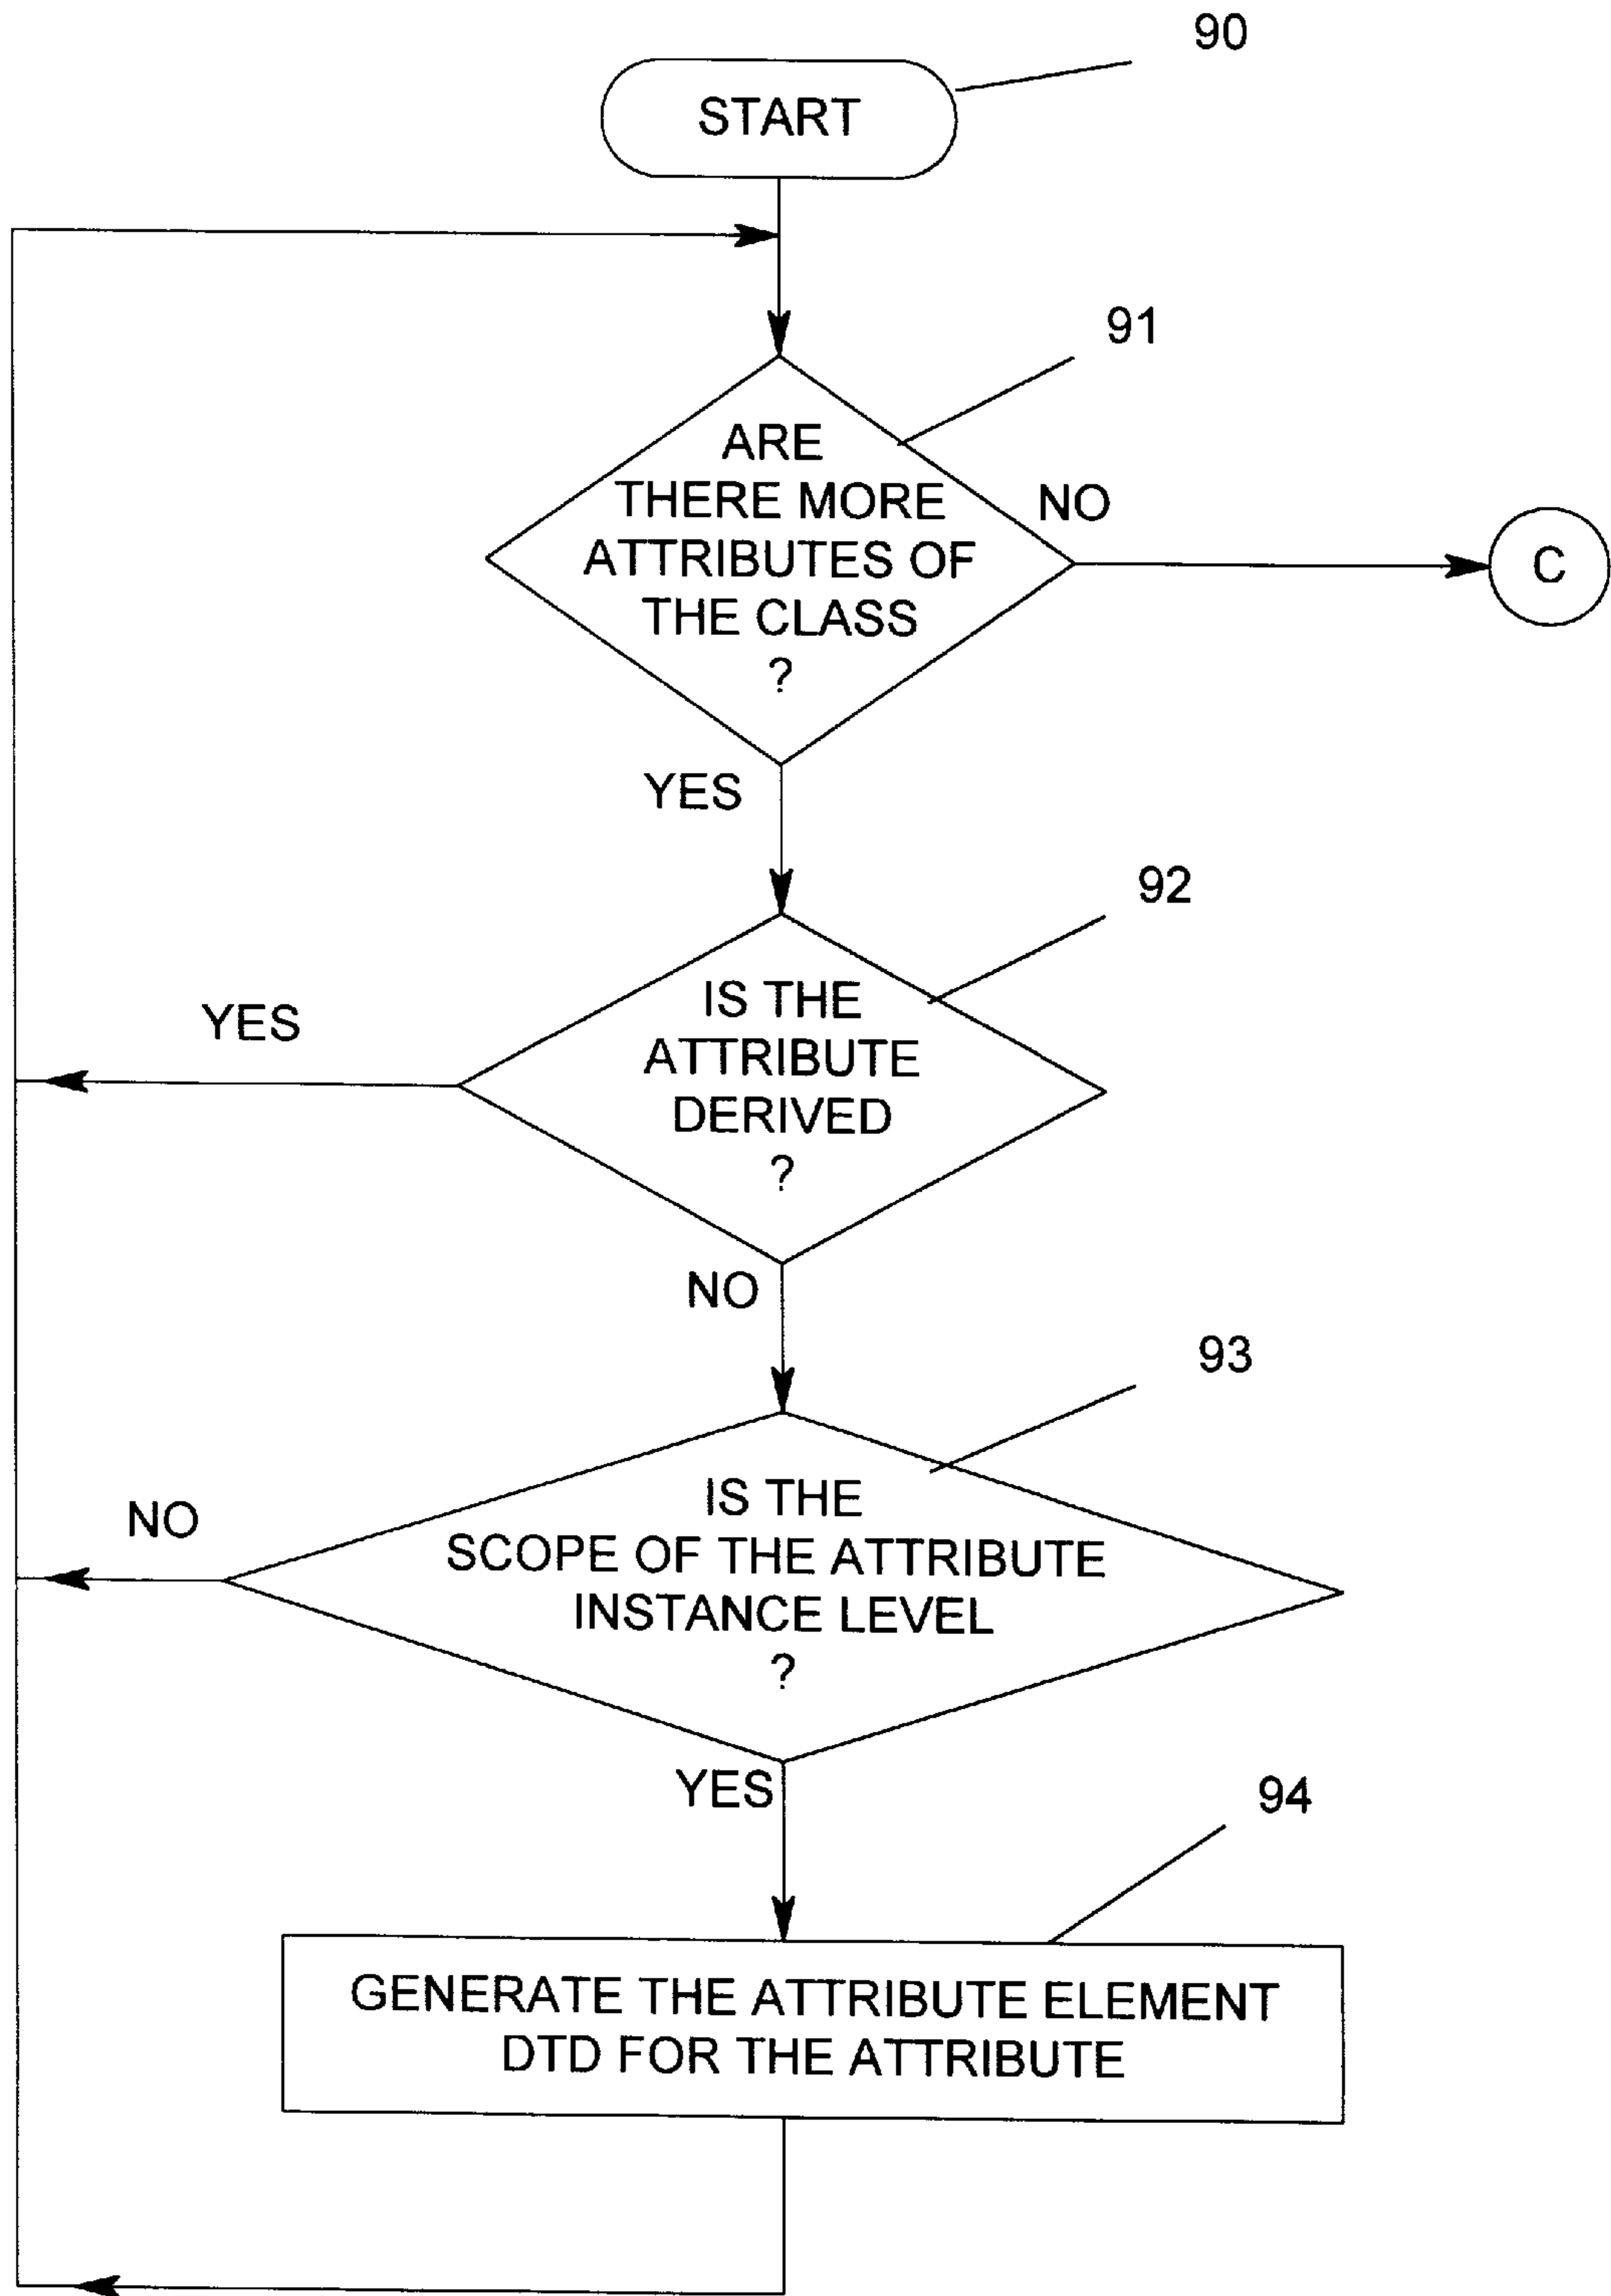 90
START
91
ARE
THERE MORE
ATTRIBUTES OF
THE CLASS
?
NO
C
YES
92
IS THE
ATTRIBUTE
DERIVED
?
YES
NO
93
IS THE
SCOPE OF THE ATTRIBUTE
INSTANCE LEVEL
?
NO
YES
94
GENERATE THE ATTRIBUTE ELEMENT
DTD FOR THE ATTRIBUTE